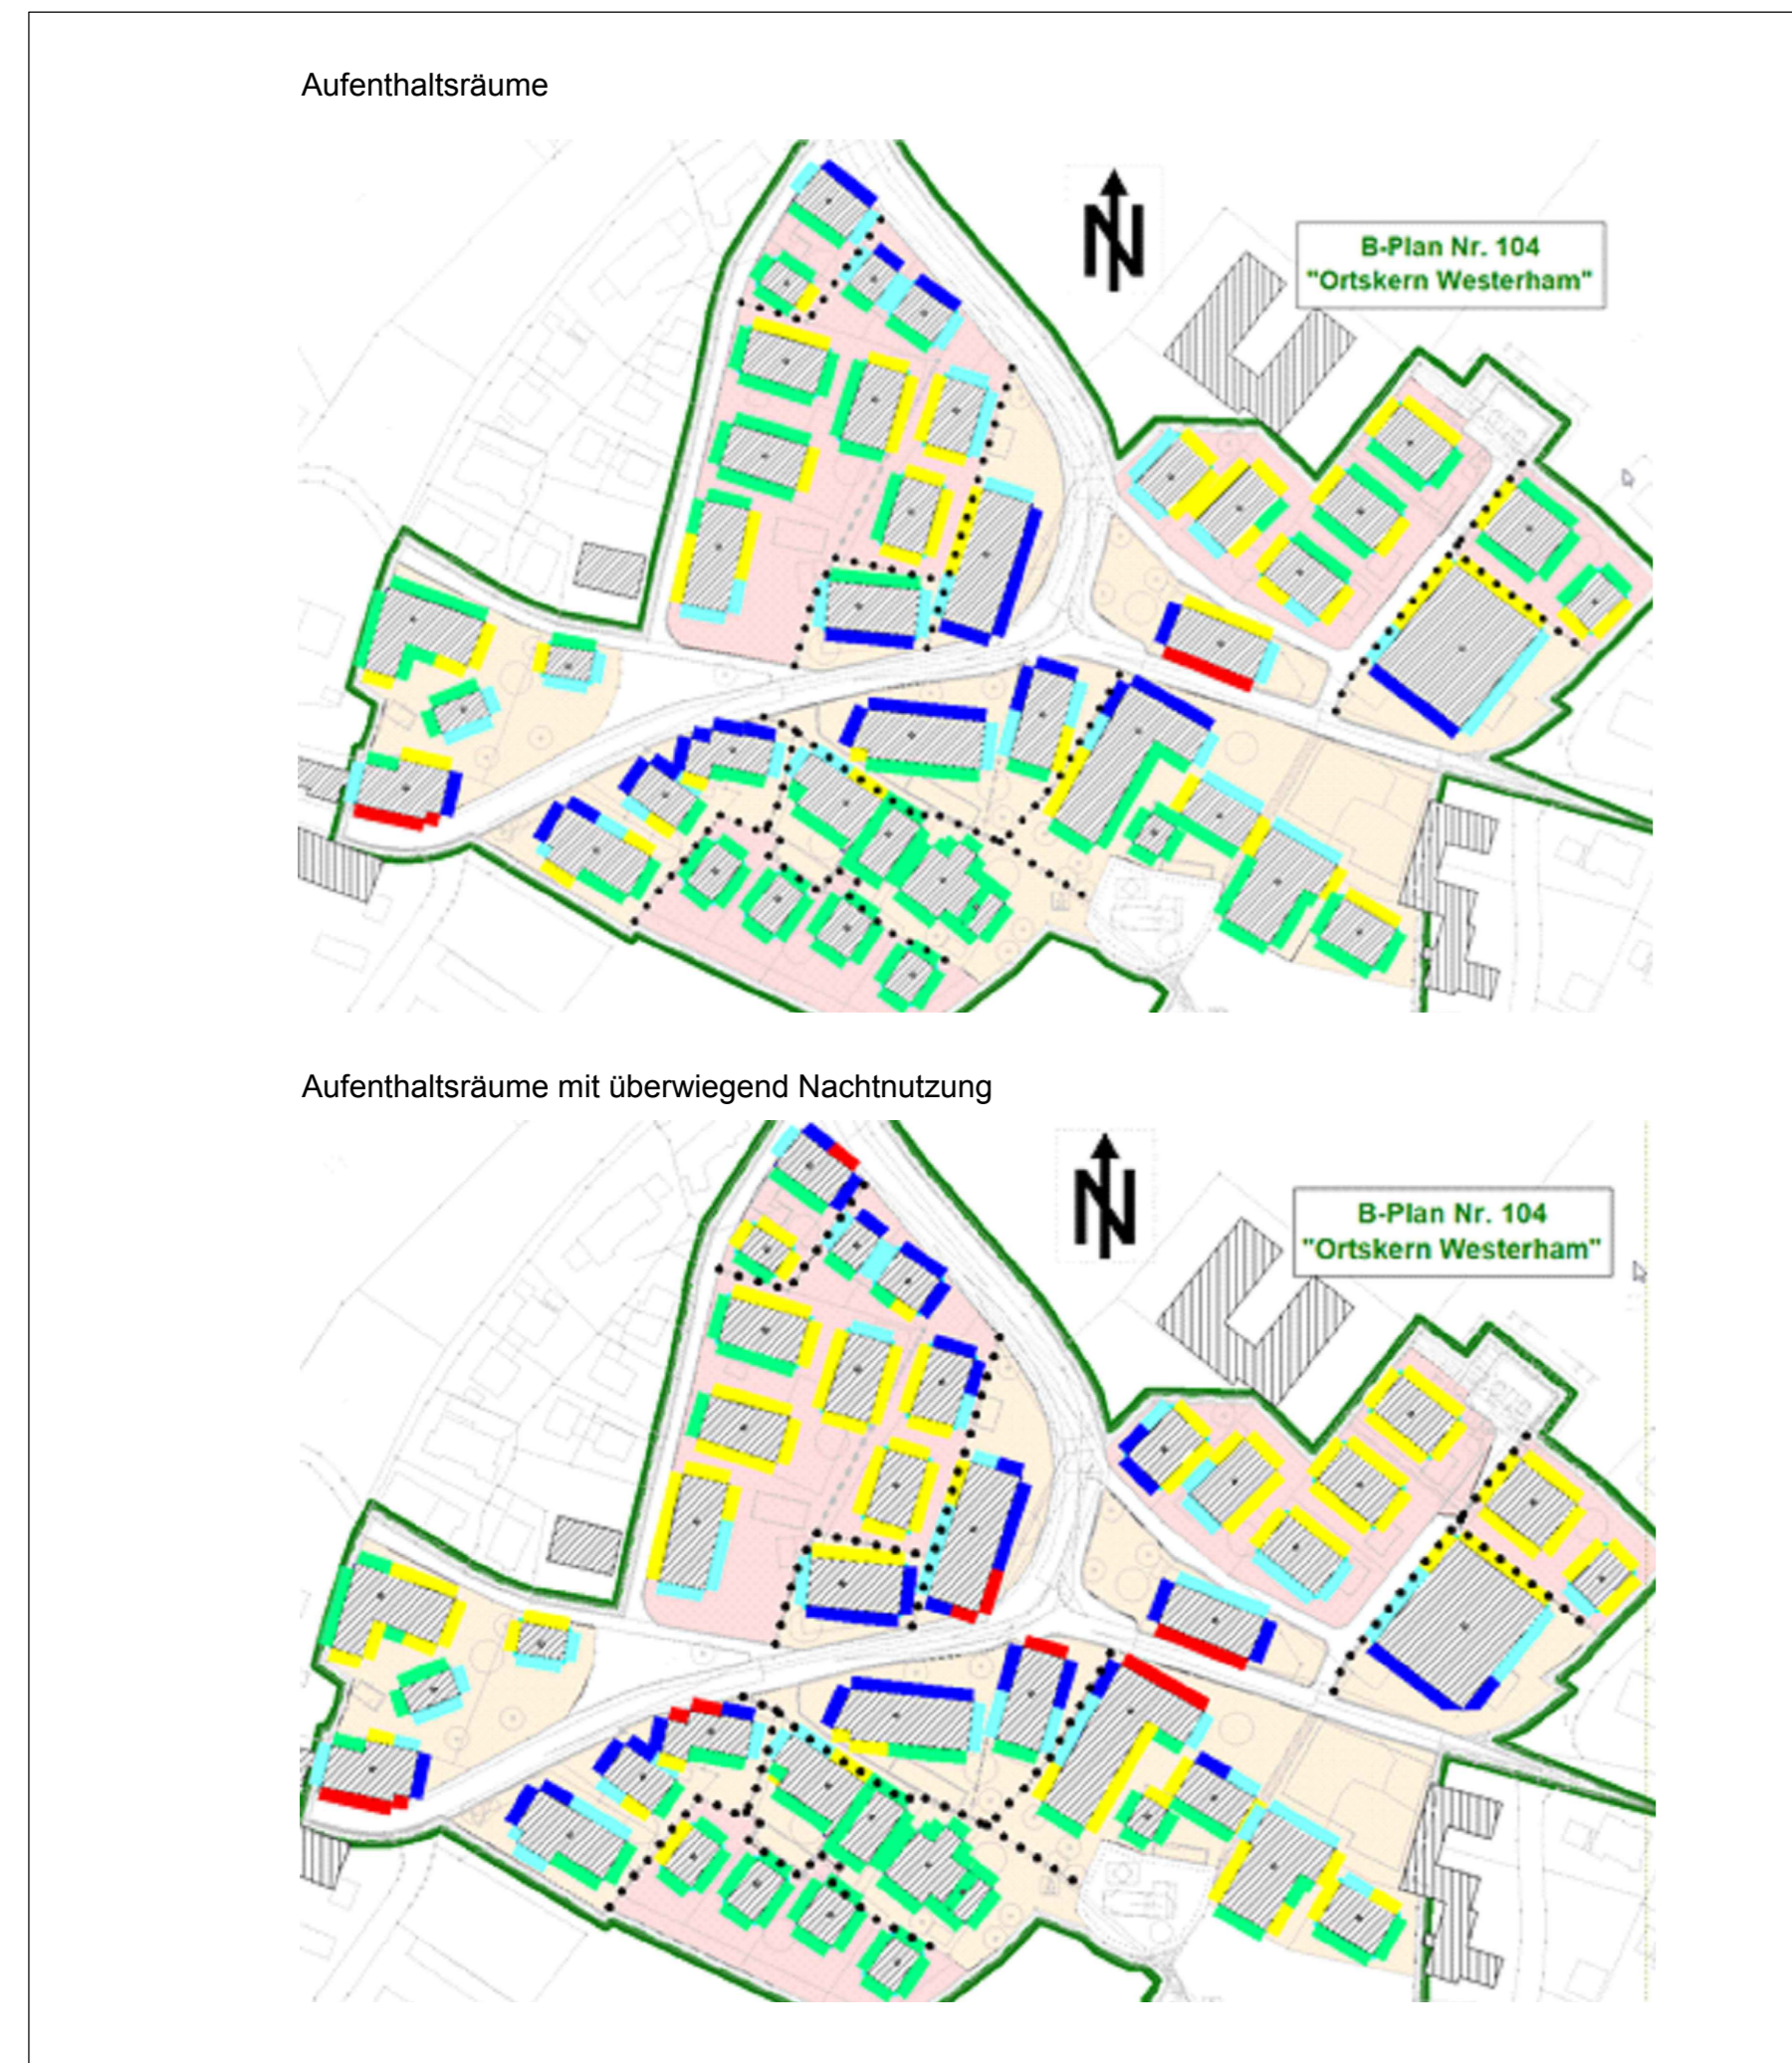 Aufenthaltsräume
N
B-Plan Nr. 104
"Ortskern Westerham"
Aufenthaltsräume mit überwiegend Nachtnutzung
N
B-Plan Nr. 104
"Ortskern Westerham"